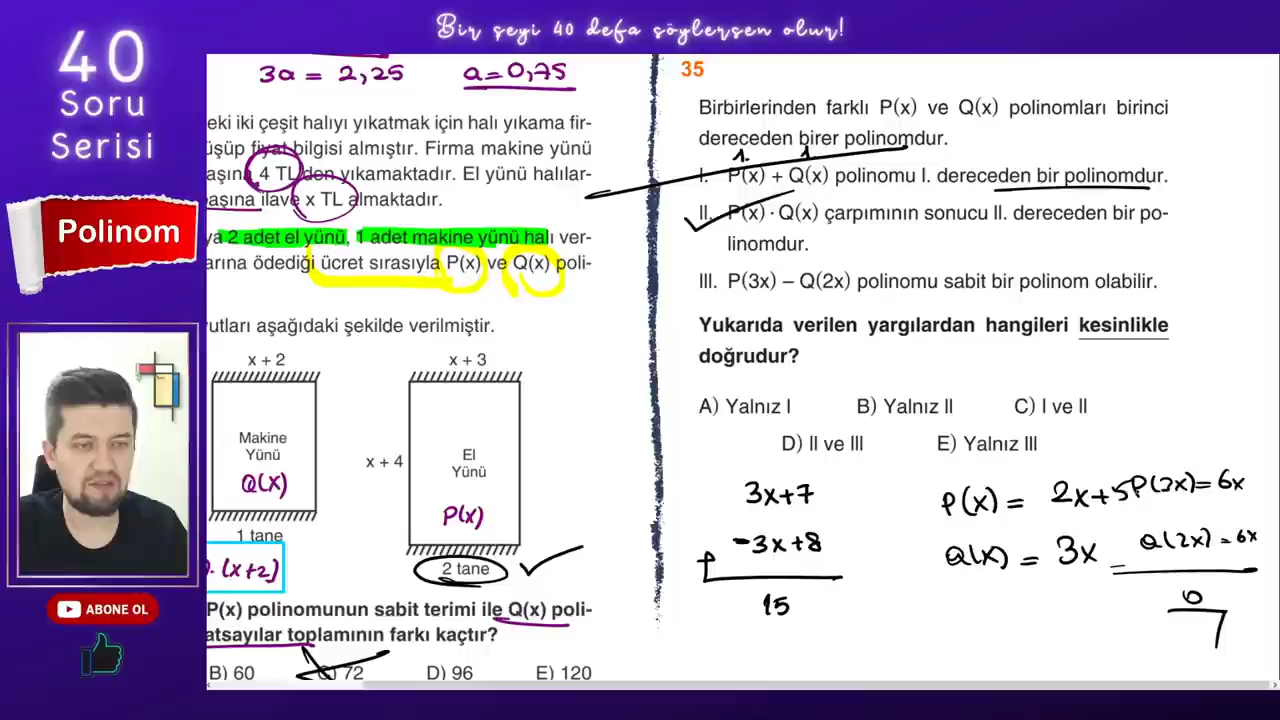 Bir şeyi 40 defa söylersen olur!
40
Soru
Serisi
Polinom
ABONE OL
3a = 2,25 a=0,75
eki iki çeşit halıyı yıkatmak için halı yıkama fir-
üşüp fiyat bilgisi almıştır. Firma makine yünü
aşına 4 TL den yıkamaktadır. El yünü halılar-
başına ilave x TL almaktadır.
ya 2 adet el yünü, 1 adet makine yünü halı ver-
arına ödediği ücret sırasıyla P(x) ve Q(x) poli-
yutları aşağıdaki şekilde verilmiştir.
x + 2 x + 3
Makine
Yünü
Q(x)
1 tane
x + 4
El
Yünü
P(x)
2 tane
). (x+2)
P(x) polinomunun sabit terimi ile Q(x) poli-
atsayılar toplamının farkı kaçtır?
B) 60 C) 72 D) 96 E) 120
35
Birbirlerinden farklı P(x) ve Q(x) polinomları birinci
dereceden birer polinomdur.
1. 1.
I. P(x) + Q(x) polinomu I. dereceden bir polinomdur.
II. P(x) · Q(x) çarpımının sonucu II. dereceden bir po-
linomdur.
III. P(3x) – Q(2x) polinomu sabit bir polinom olabilir.
Yukarıda verilen yargılardan hangileri kesinlikle
doğrudur?
A) Yalnız I B) Yalnız II C) I ve II
D) II ve III E) Yalnız III
3x+7
-3x+8
+
15
P(x) = 2x+5 P(3x)=6x
Q(x) = 3x Q(2x)=6x
0